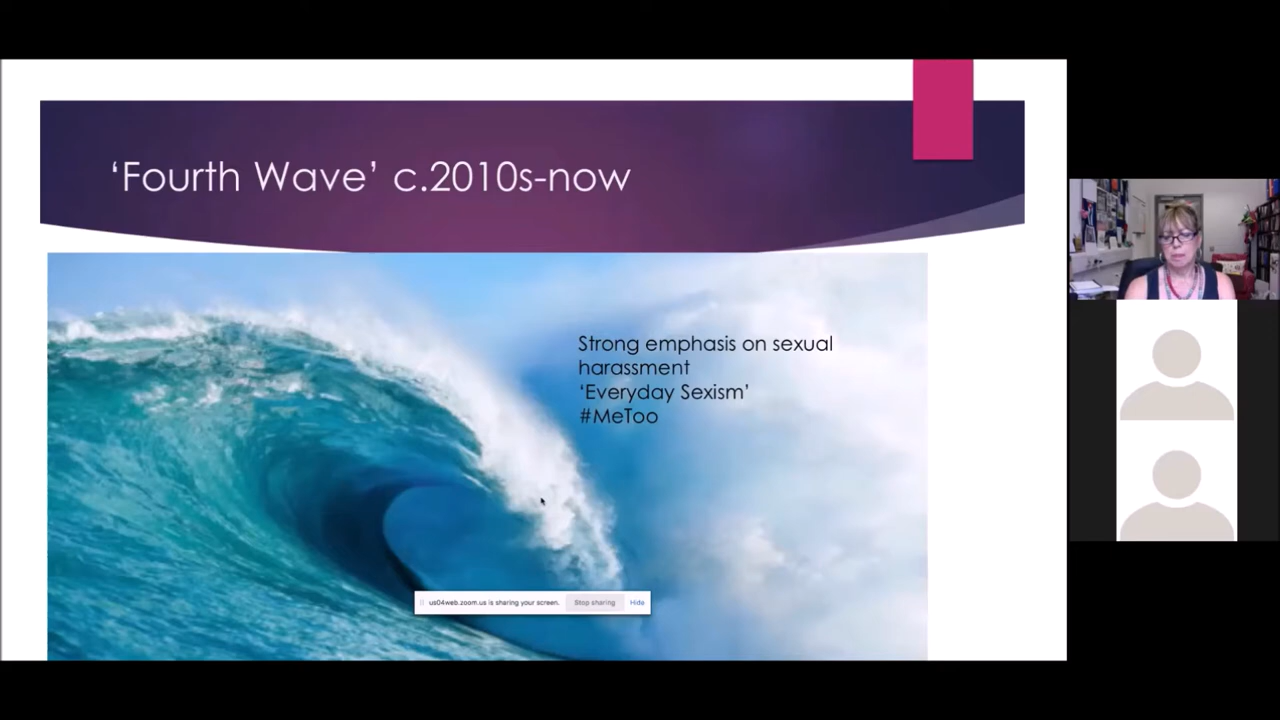 ‘Fourth Wave’ c.2010s-now
Strong emphasis on sexual
harassment
‘Everyday Sexism’
#MeToo
us04web.zoom.us is sharing your screen. Stop sharing Hide